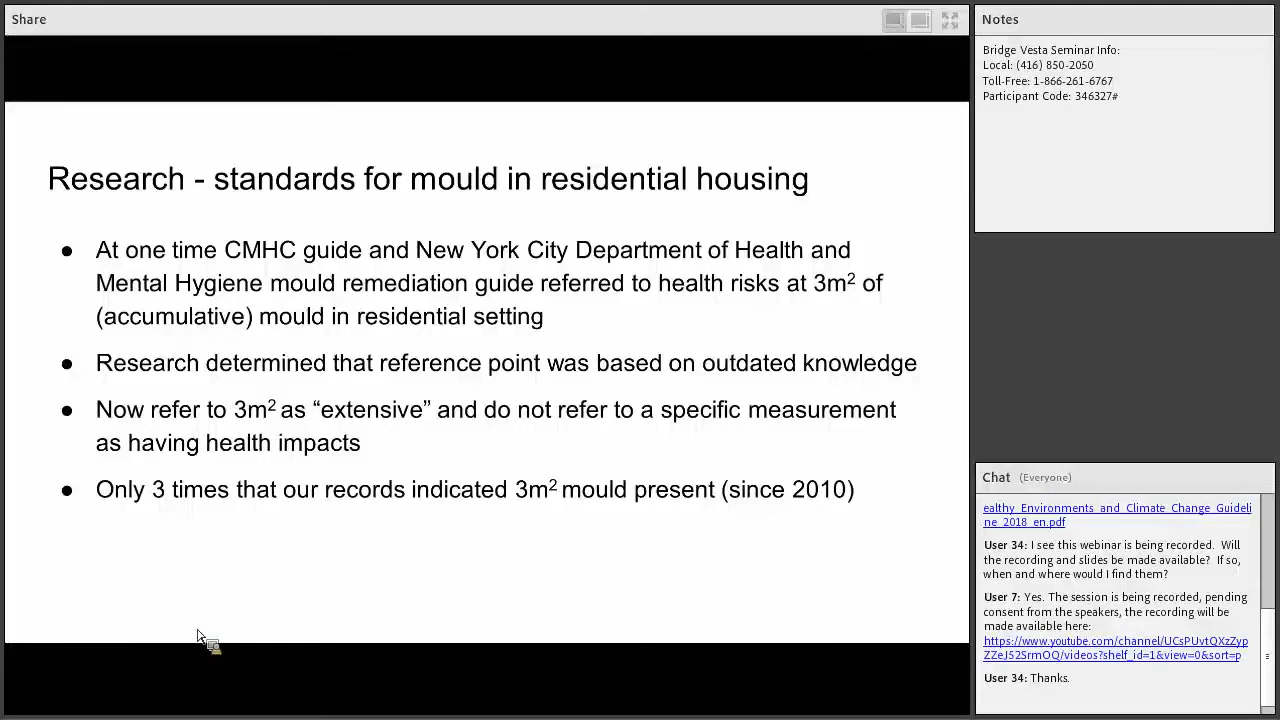 Share
Research - standards for mould in residential housing
● At one time CMHC guide and New York City Department of Health and
Mental Hygiene mould remediation guide referred to health risks at 3m² of
(accumulative) mould in residential setting
● Research determined that reference point was based on outdated knowledge
● Now refer to 3m² as “extensive” and do not refer to a specific measurement
as having health impacts
● Only 3 times that our records indicated 3m² mould present (since 2010)
Notes
Bridge Vesta Seminar Info:
Local: (416) 850-2050
Toll-Free: 1-866-261-6767
Participant Code: 346327#
Chat (Everyone)
ealthy_Environments_and_Climate_Change_Guideli
ne_2018_en.pdf
User 34: I see this webinar is being recorded. Will
the recording and slides be made available? If so,
when and where would I find them?
User 7: Yes. The session is being recorded, pending
consent from the speakers, the recording will be
made available here:
https://www.youtube.com/channel/UCsPUvtQXzZyp
ZZeJ52SrmOQ/videos?shelf_id=1&view=0&sort=p
User 34: Thanks.